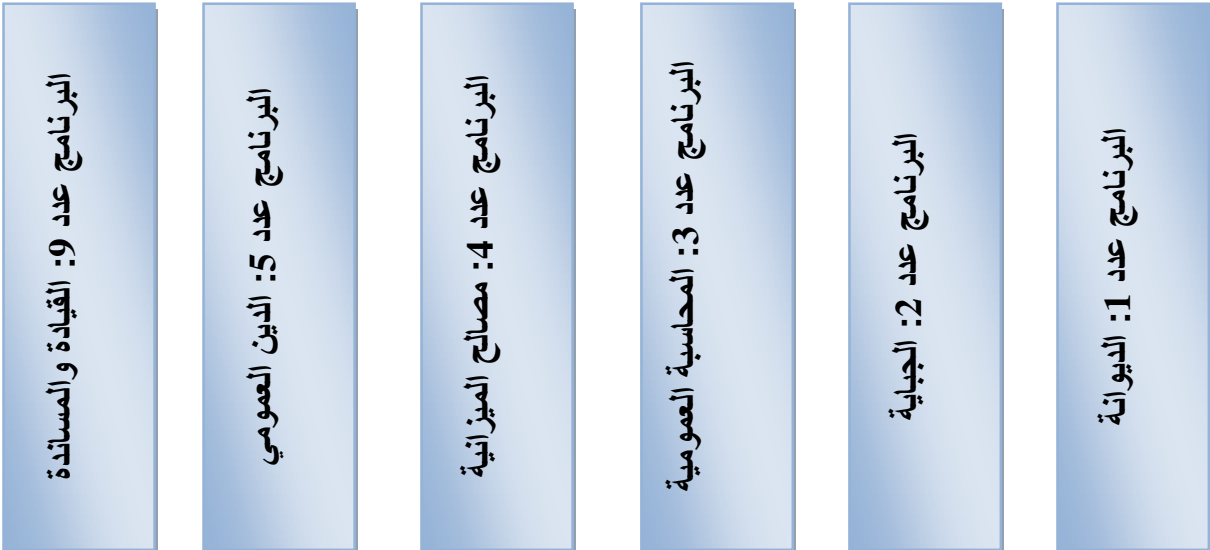 البرنامج عدد 1: الديوانة
البرنامج عدد 2: الجباية
البرنامج عدد 3: المحاسبة العمومية
البرنامج عدد 4: مصالح الميزانية
البرنامج عدد 5: الدين العمومي
البرنامج عدد 9: القيادة والمساندة